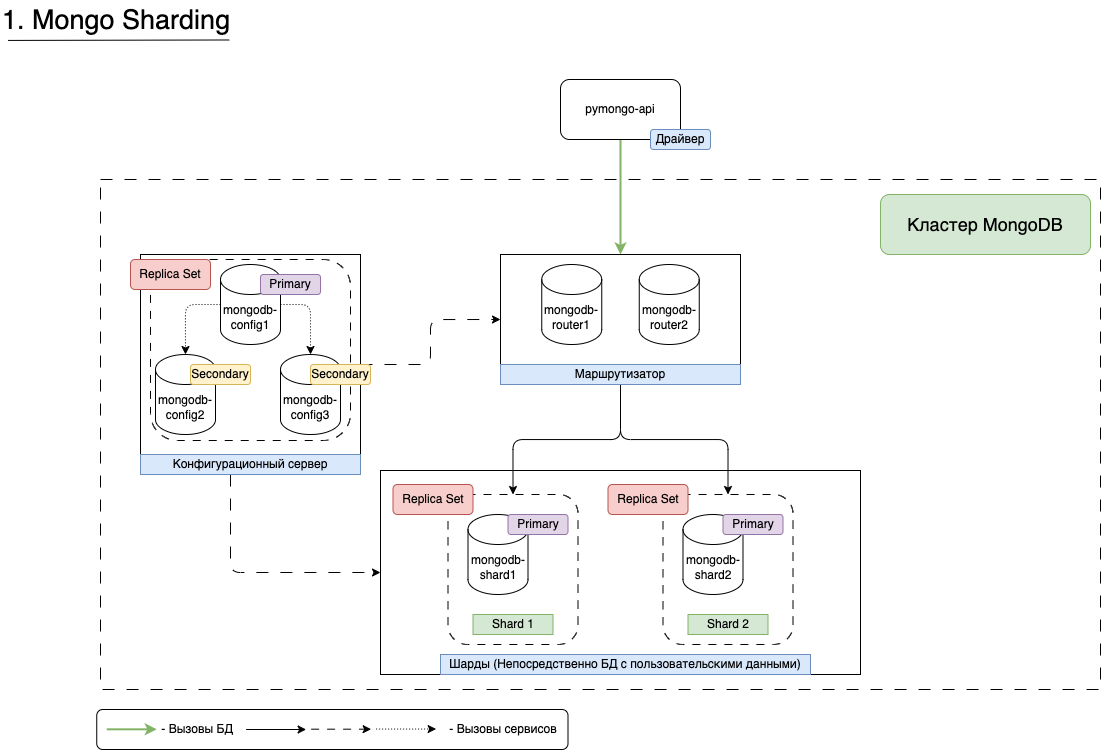 1. Mongo Sharding
pymongo-api
Драйвер
Кластер MongoDB
Replica Set
Primary
mongodb-
config1
Secondary
mongodb-
config2
Secondary
mongodb-
config3
Конфигурационный сервер
mongodb-
router1
mongodb-
router2
Маршрутизатор
Replica Set
Primary
mongodb-
shard1
Shard 1
Replica Set
Primary
mongodb-
shard2
Shard 2
Шарды (Непосредственно БД с пользовательскими данными)
- Вызовы БД
- Вызовы сервисов